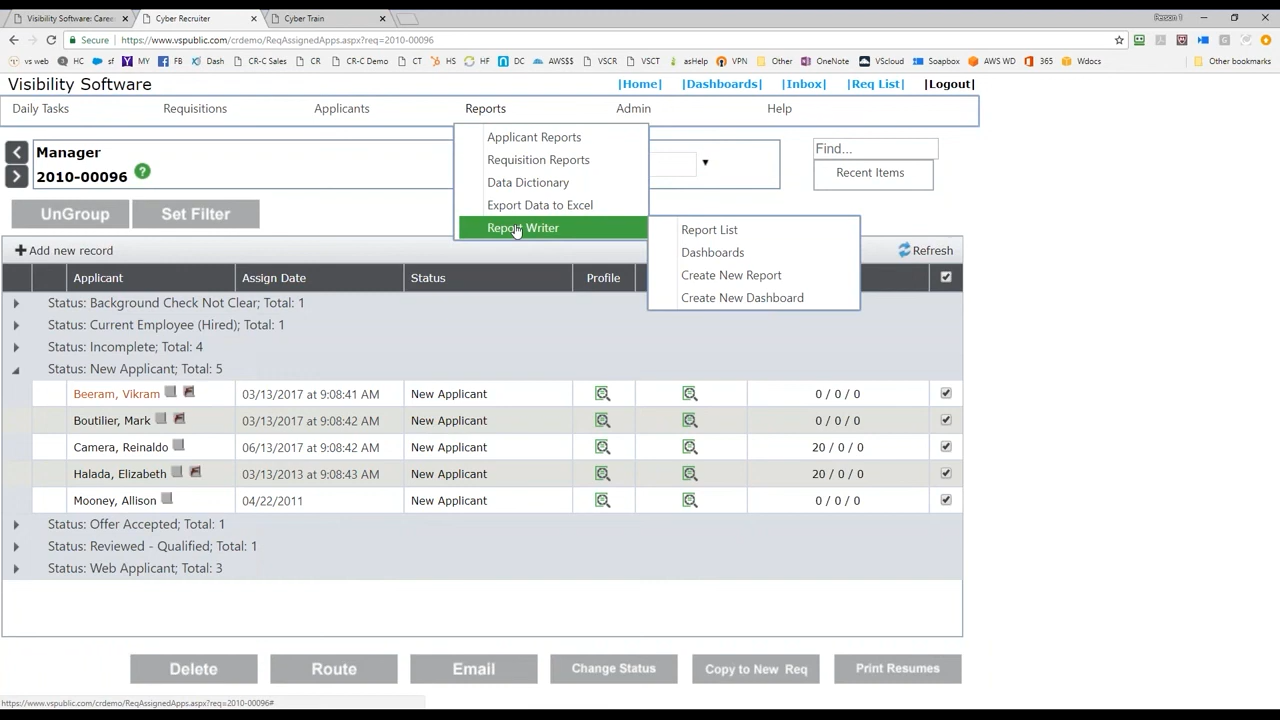 Visibility Software: Caree
Cyber Recruiter
Cyber Train
Person 1
Secure
https://www.vspublic.com/crdemo/ReqAssignedApps.aspx?req=2010-00096
vs web
HC
sf
MY
FB
Dash
CR-C Sales
CR
CR-C Demo
CT
HS
HF
DC
AWS$$
VSCR
VSCT
asHelp
VPN
Other
OneNote
VScloud
Soapbox
AWS WD
365
Wdocs
Other bookmarks
Visibility Software
|Home| |Dashboards| |Inbox| |Req List| |Logout|
Daily Tasks Requisitions Applicants Reports Admin Help
Applicant Reports
Requisition Reports
Data Dictionary
Export Data to Excel
Report Writer
Report List
Dashboards
Create New Report
Create New Dashboard
Manager
2010-00096
Find...
Recent Items
UnGroup Set Filter
Add new record Refresh
Applicant Assign Date Status Profile
Status: Background Check Not Clear; Total: 1
Status: Current Employee (Hired); Total: 1
Status: Incomplete; Total: 4
Status: New Applicant; Total: 5
Beeram, Vikram 03/13/2017 at 9:08:41 AM New Applicant 0 / 0 / 0
Boutilier, Mark 03/13/2017 at 9:08:42 AM New Applicant 0 / 0 / 0
Camera, Reinaldo 06/13/2017 at 9:08:42 AM New Applicant 20 / 0 / 0
Halada, Elizabeth 03/13/2013 at 9:08:43 AM New Applicant 20 / 0 / 0
Mooney, Allison 04/22/2011 New Applicant 0 / 0 / 0
Status: Offer Accepted; Total: 1
Status: Reviewed - Qualified; Total: 1
Status: Web Applicant; Total: 3
Delete Route Email Change Status Copy to New Req Print Resumes
https://www.vspublic.com/crdemo/ReqAssignedApps.aspx?req=2010-00096#